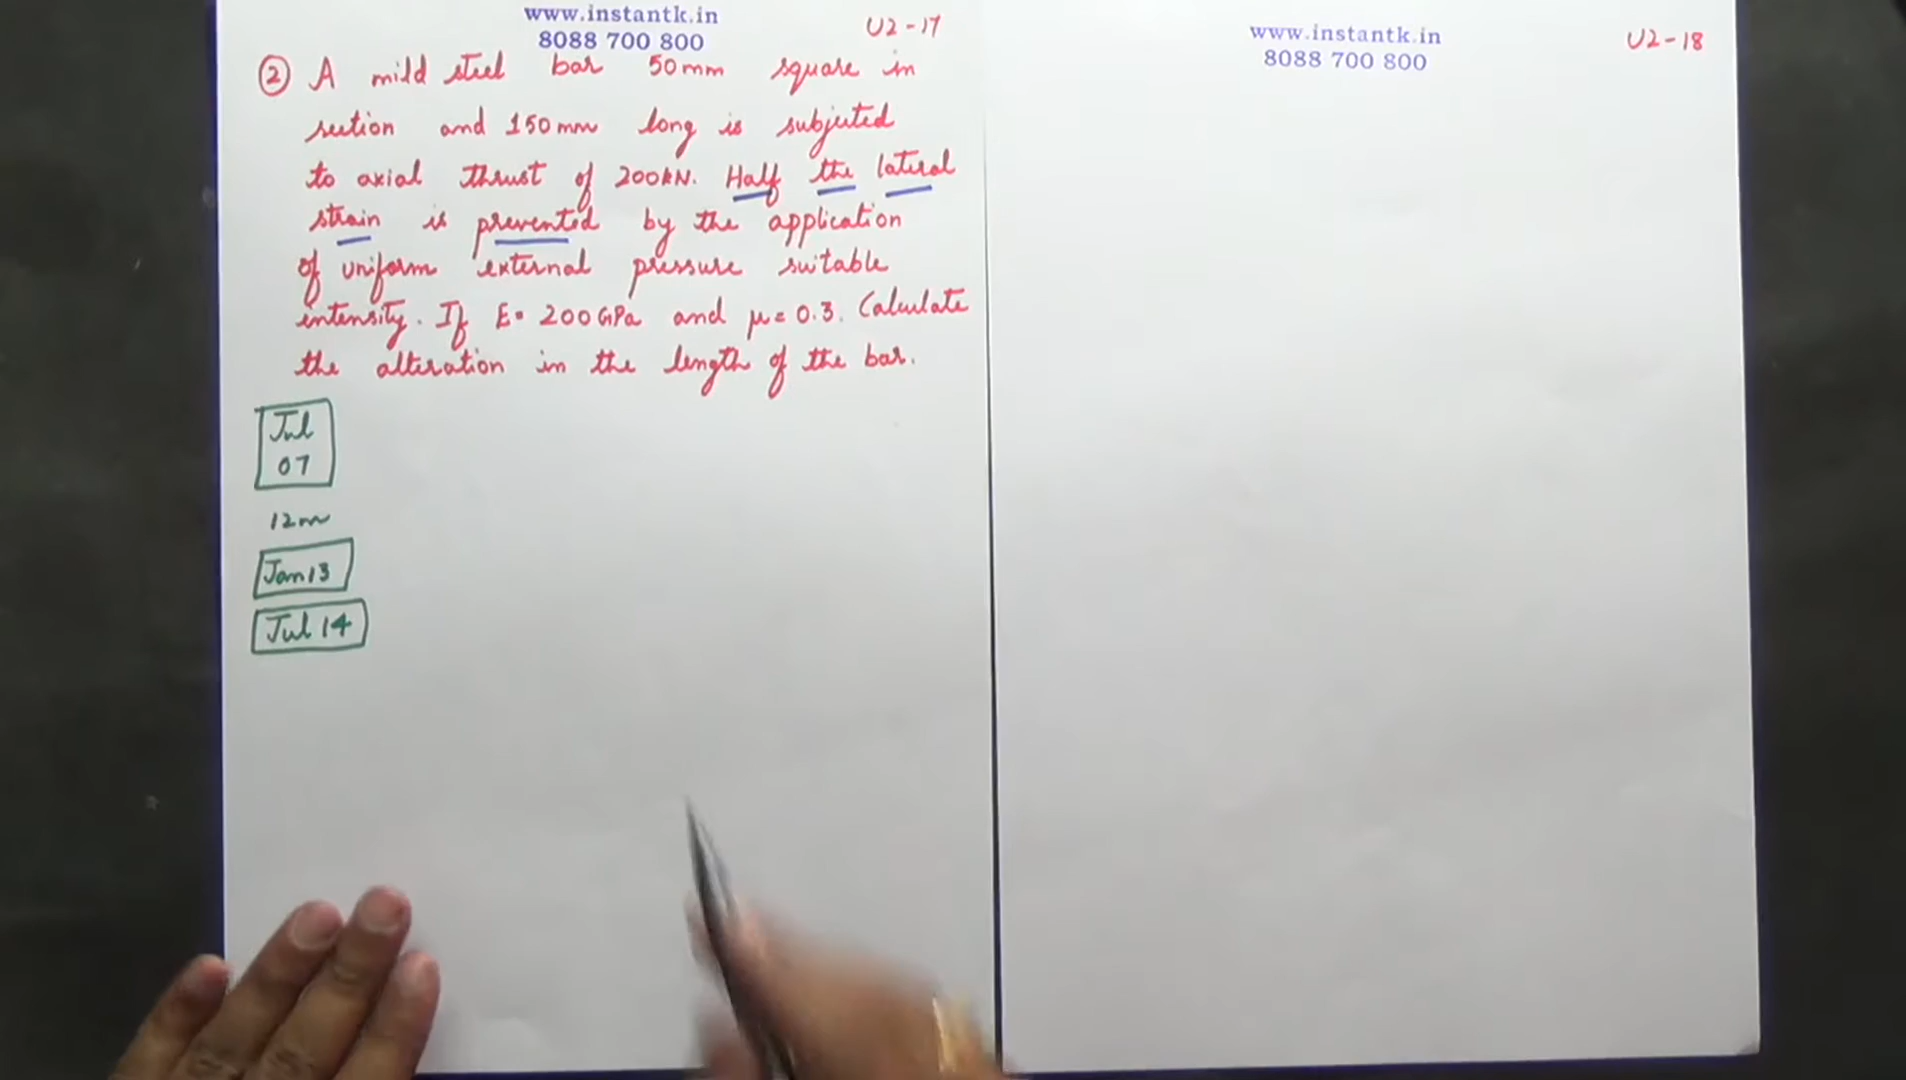 www.instantk.in
8088 700 800
U2-17
② A mild steel bar 50mm square in
section and 150mm long is subjected
to axial thrust of 200kN. Half the lateral
strain is prevented by the application
of uniform external pressure suitable
intensity. If E = 200GPa and μ = 0.3. Calculate
the alteration in the length of the bar.
Jul
07
12m
Jan13
Jul 14
www.instantk.in
8088 700 800
U2-18